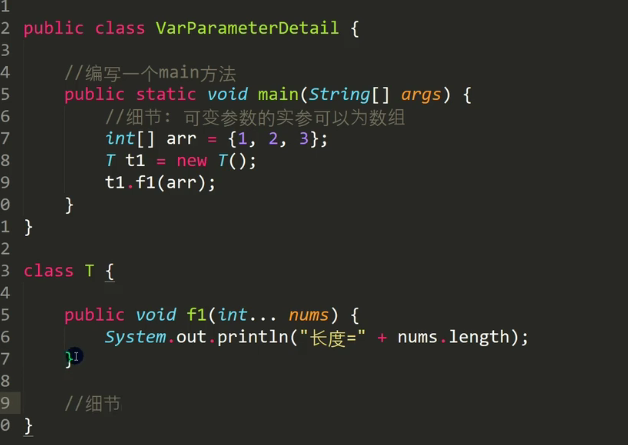 1
2 public class VarParameterDetail {
3
4     //编写一个main方法
5     public static void main(String[] args) {
6         //细节: 可变参数的实参可以为数组
7         int[] arr = {1, 2, 3};
8         T t1 = new T();
9         t1.f1(arr);
0     }
1 }
2
3 class T {
4
5     public void f1(int... nums) {
6         System.out.println("长度=" + nums.length);
7     }
8
9     //细节
0 }